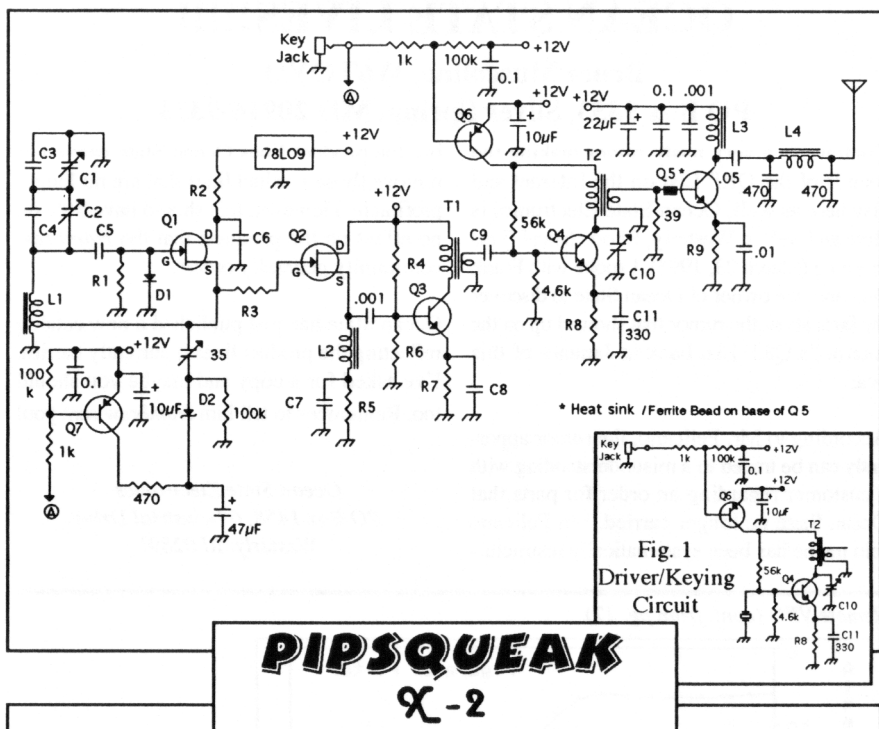 Key
Jack
1k
100k
+12V
0.1
A
+12V
+12V
0.1
.001
Q6
10µF
+
22µF
+
L3
L4
C3
C1
78L09
+12V
T2
Q5*
.05
470
470
R2
+12V
C4
C2
Q1
T1
56k
39
C5
D
C6
Q2
C9
Q4
C10
R9
.01
G
S
D
R4
L1
R1
D1
R3
G
S
.001
Q3
4.6k
C11
330
R8
+12V
35
L2
R6
100
k
0.1
+
10µF
D2
100k
C7
R5
R7
C8
* Heat sink / Ferrite Bead on base of Q5
Q7
1k
470
+
47µF
A
Key
Jack
1k
100k
+12V
0.1
+12V
Q6
+
10µF
T2
Fig. 1
Driver/Keying
Circuit
56k
Q4
C10
4.6k
R8
C11
330
PIPSQUEAK
X-2